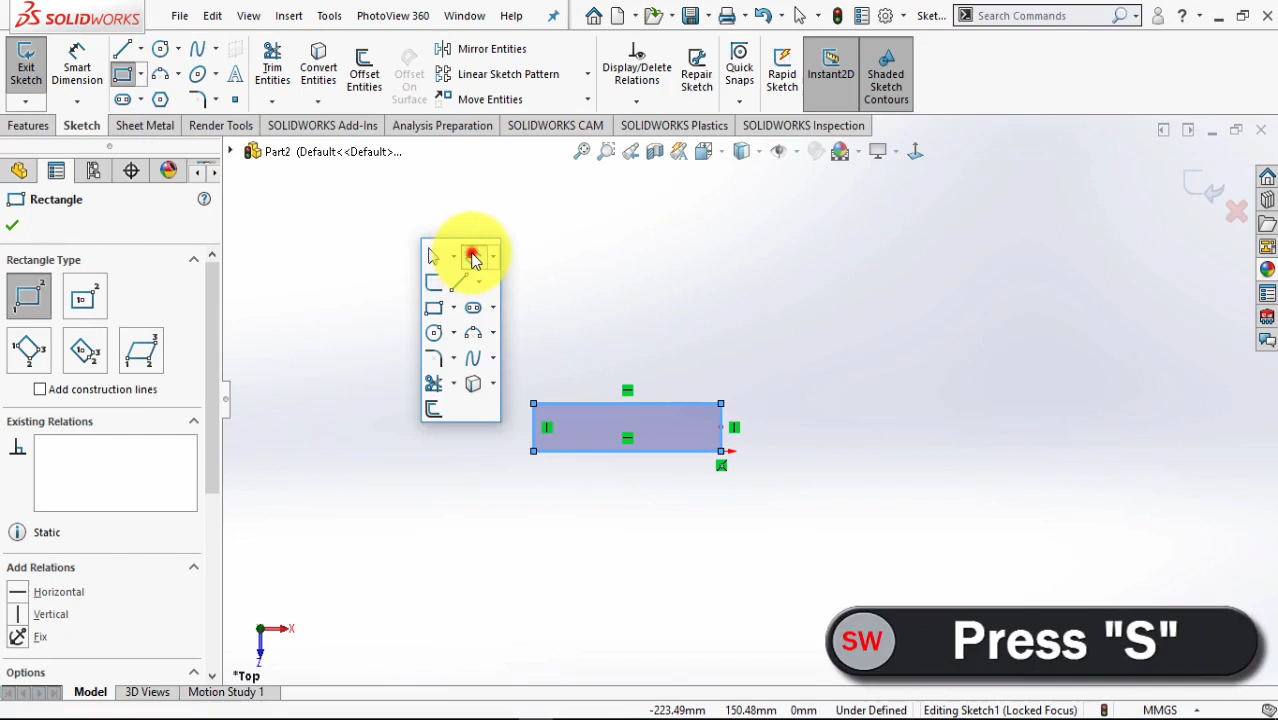 SOLIDWORKS File Edit View Insert Tools PhotoView 360 Window Help Sket... Search Commands ?
Exit Sketch
Smart Dimension
Trim Entities
Convert Entities
Offset Entities
Offset On Surface
Mirror Entities
Linear Sketch Pattern
Move Entities
Display/Delete Relations
Repair Sketch
Quick Snaps
Rapid Sketch
Instant2D
Shaded Sketch Contours
Features Sketch Sheet Metal Render Tools SOLIDWORKS Add-Ins Analysis Preparation SOLIDWORKS CAM SOLIDWORKS Plastics SOLIDWORKS Inspection
Part2 (Default<<Default>...
Rectangle
Rectangle Type
Add construction lines
Existing Relations
Static
Add Relations
Horizontal
Vertical
Fix
Options
X
Z
*Top
SW Press "S"
Model 3D Views Motion Study 1
-223.49mm 150.48mm 0mm Under Defined Editing Sketch1 (Locked Focus) MMGS